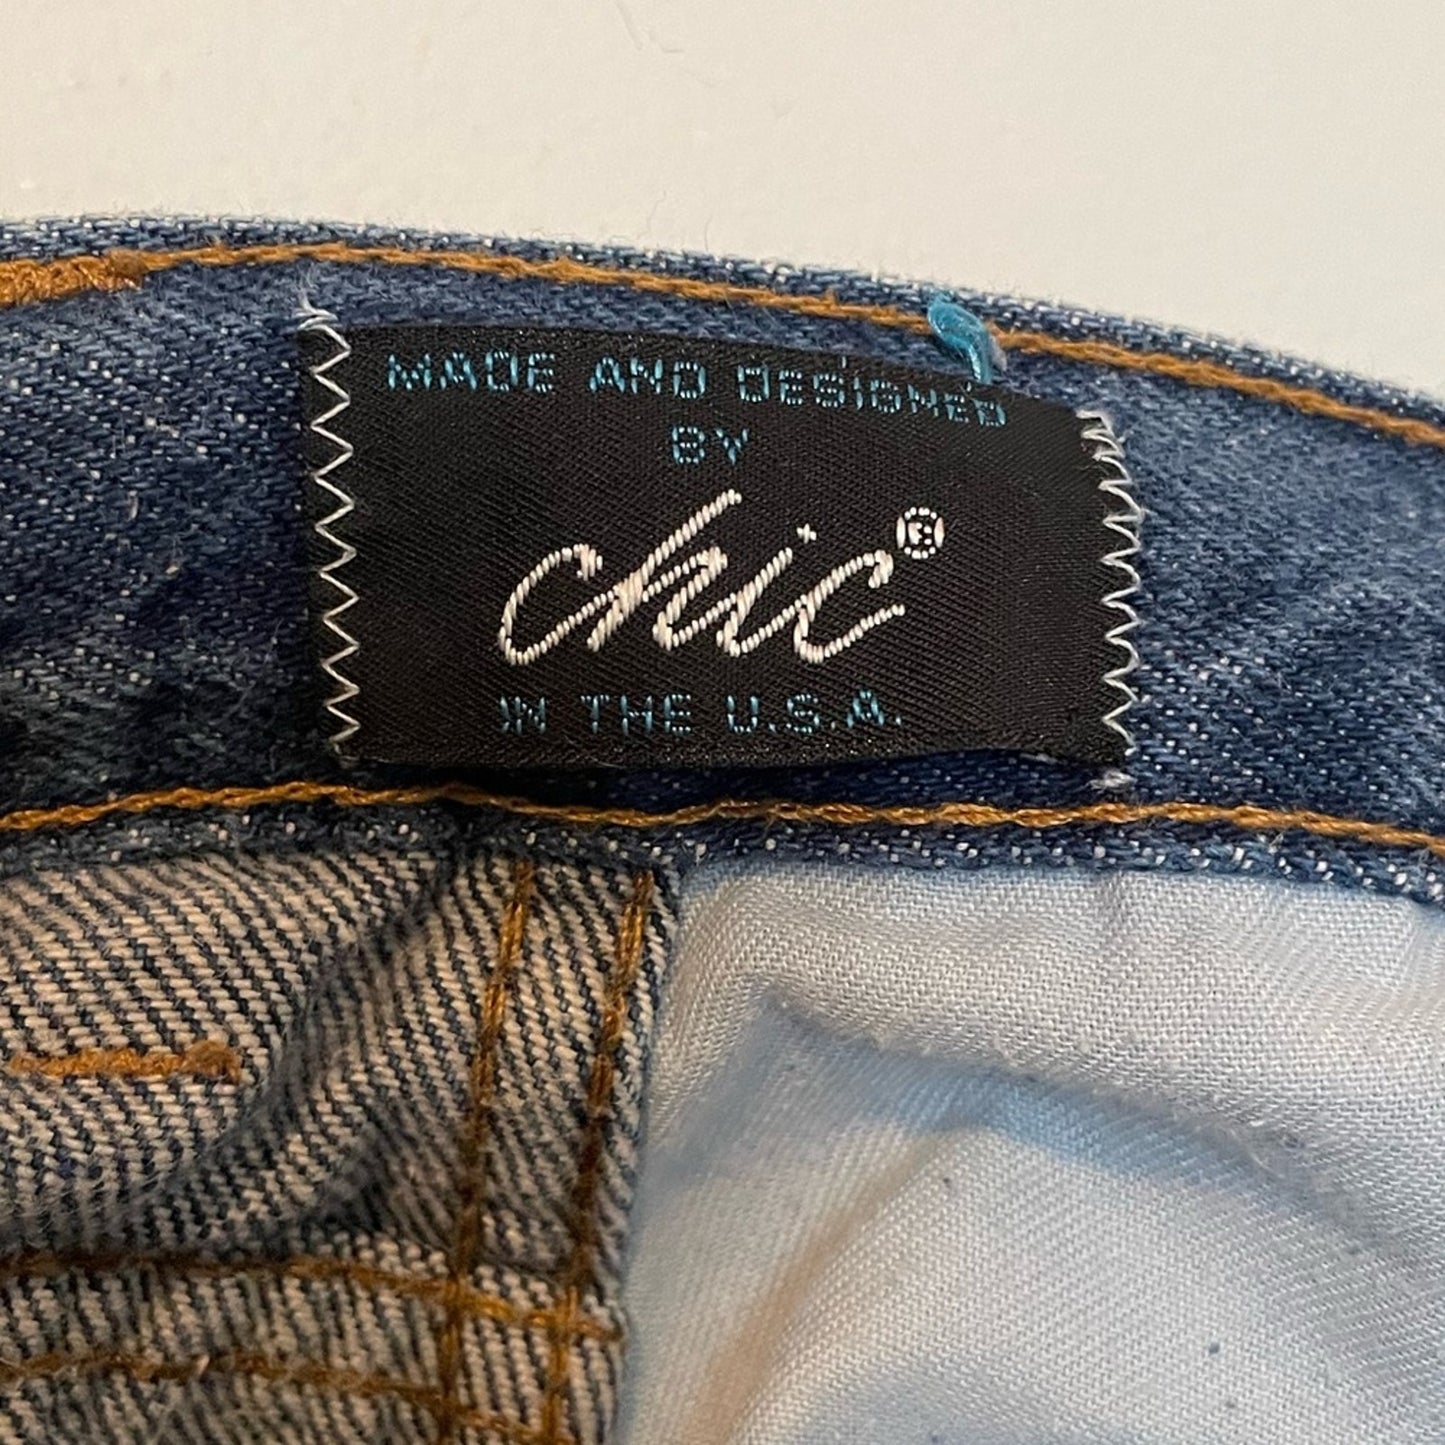 MADE AND DESIGNED
BY
chic®
IN THE U.S.A.